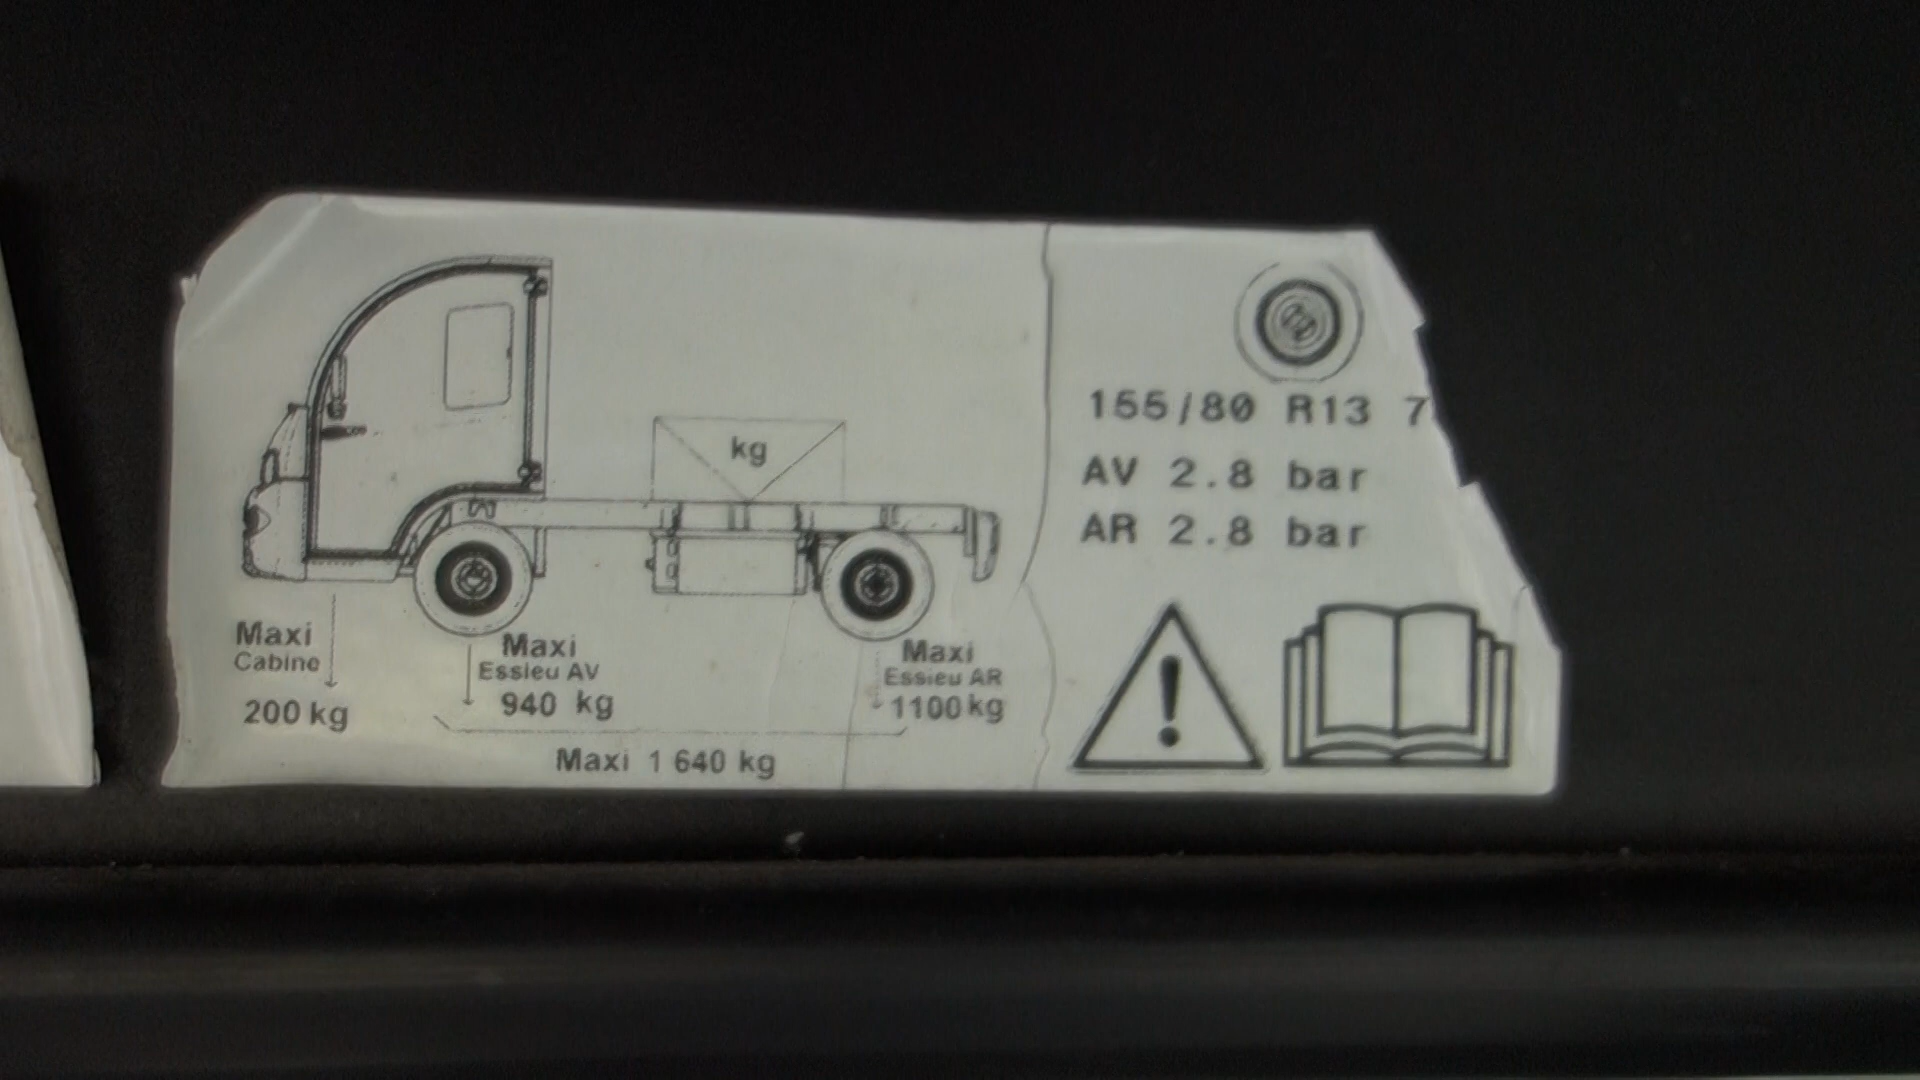 kg
Maxi
Cabine
200 kg
Maxi
Essieu AV
940 kg
Maxi
Essieu AR
1100 kg
Maxi 1 640 kg
155/80 R13 7
AV 2.8 bar
AR 2.8 bar